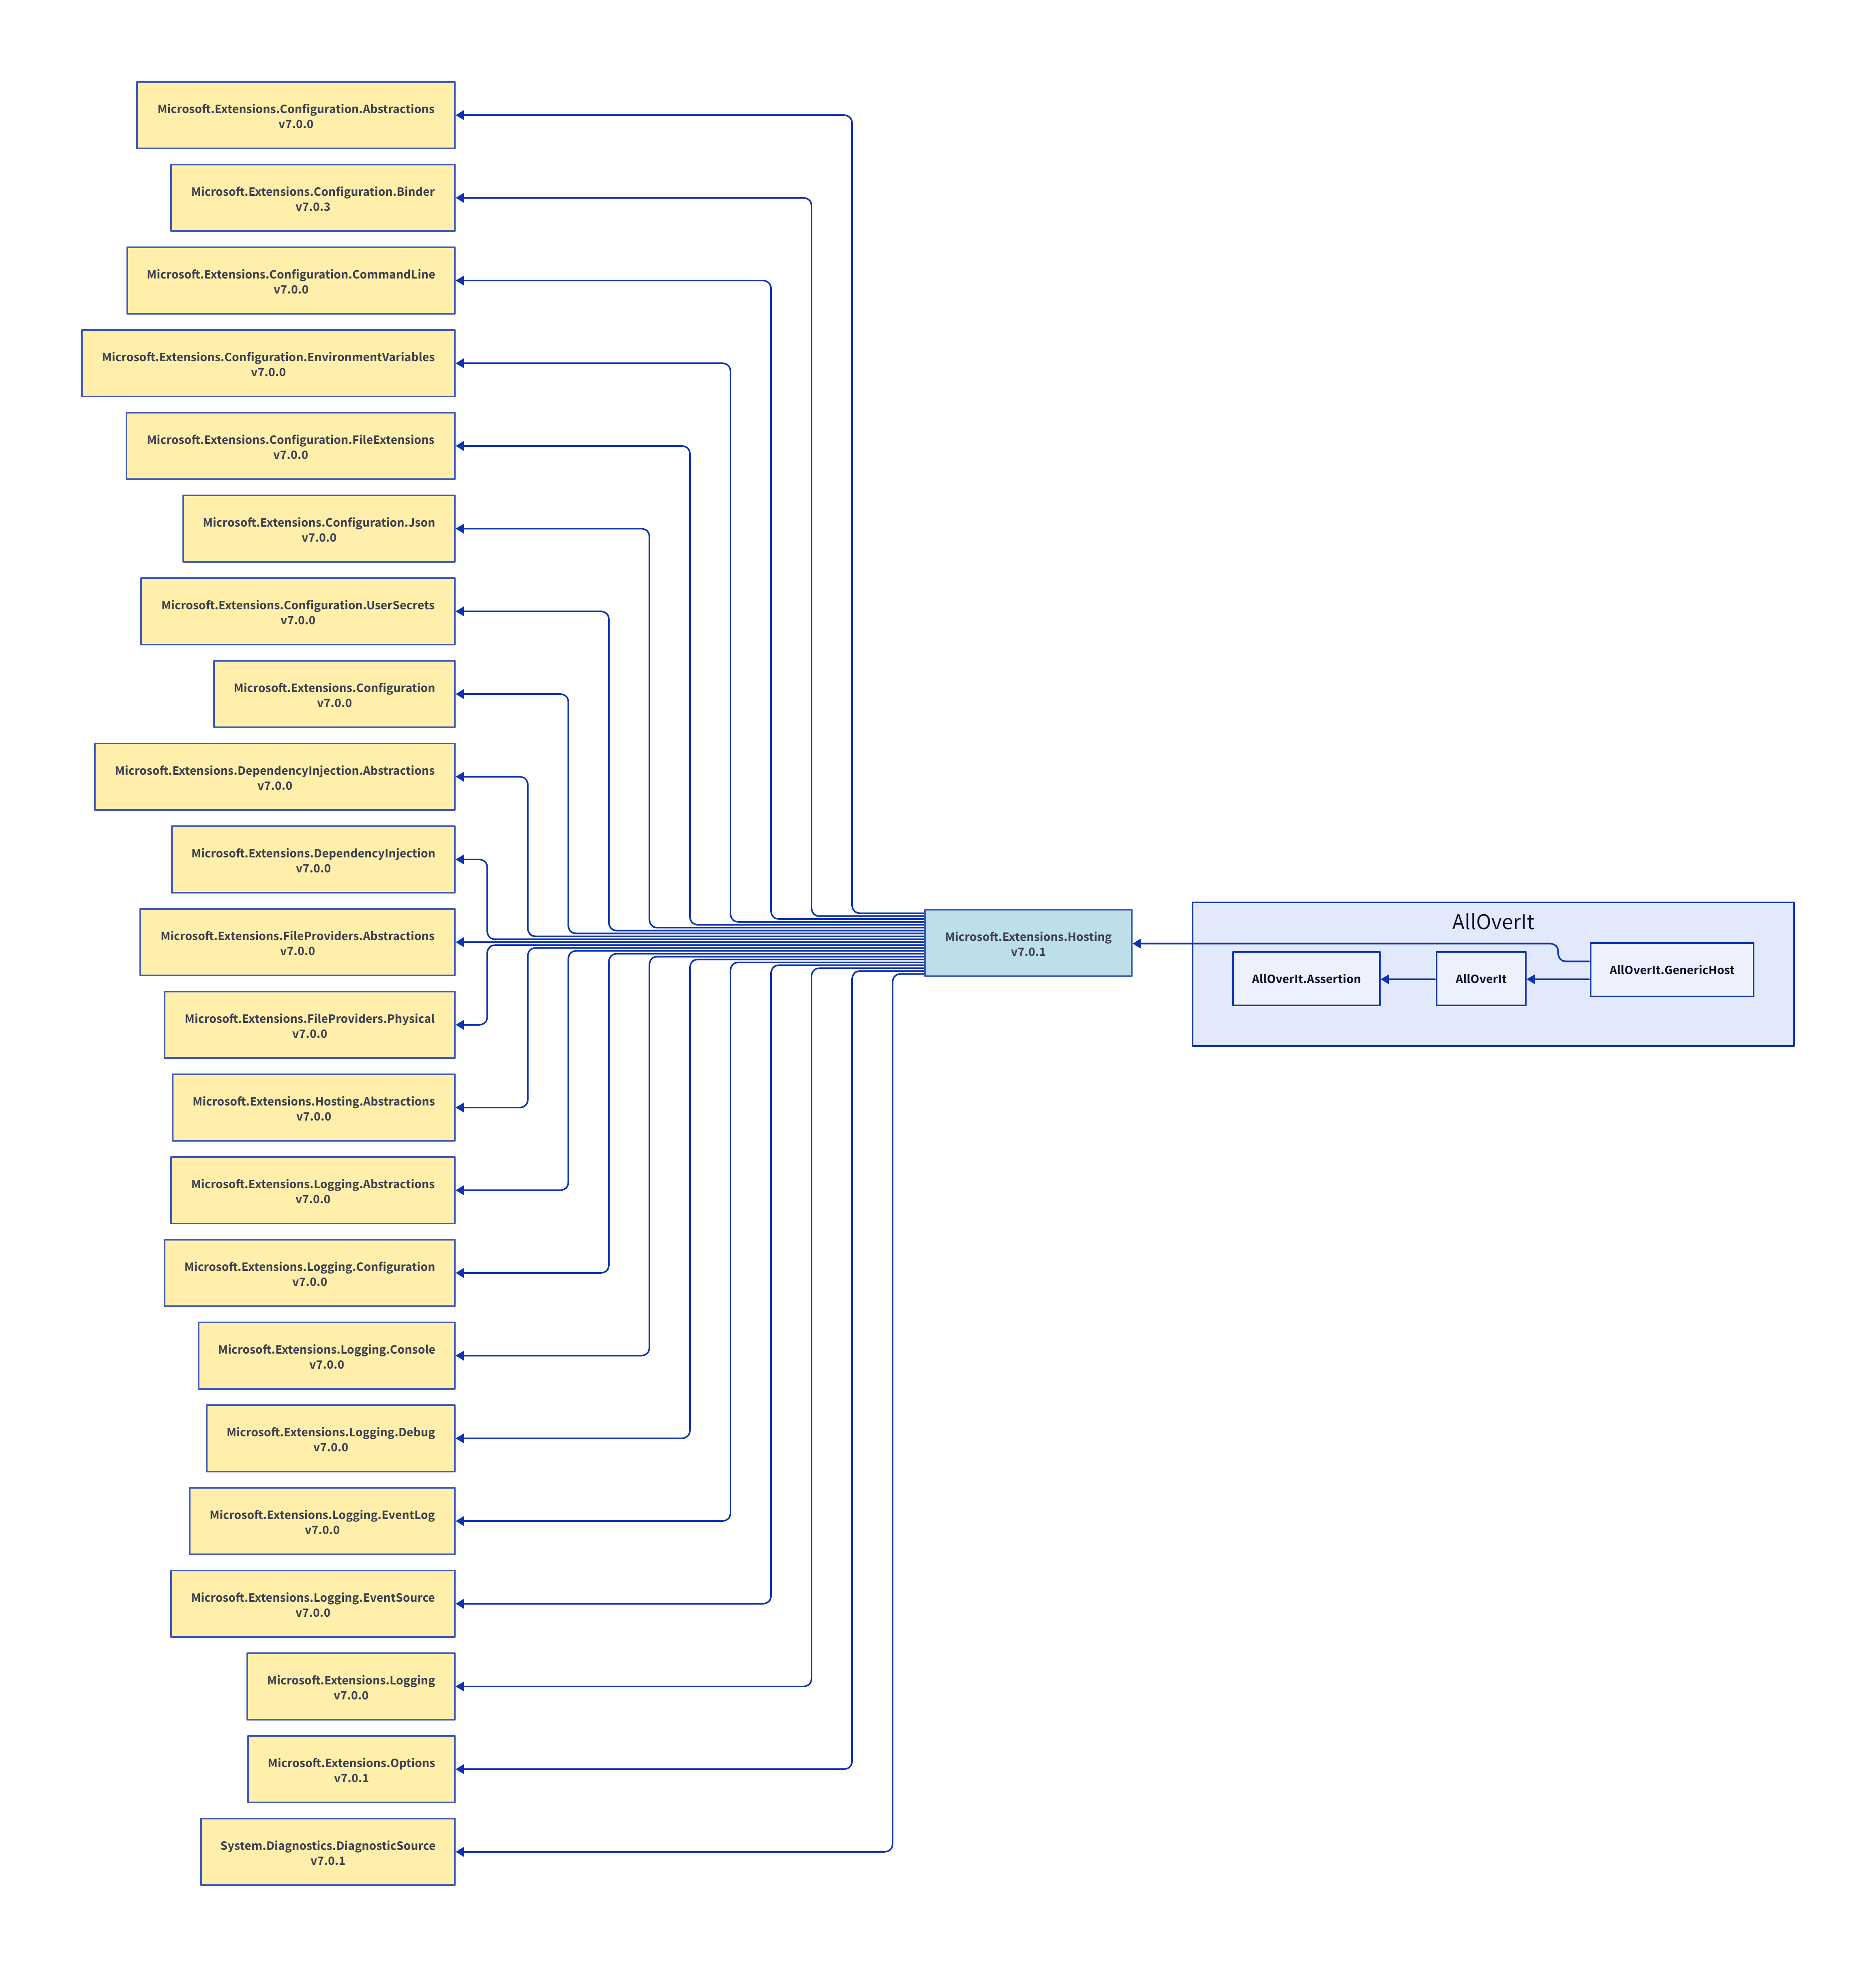 Microsoft.Extensions.Configuration.Abstractions
v7.0.0
Microsoft.Extensions.Configuration.Binder
v7.0.3
Microsoft.Extensions.Configuration.CommandLine
v7.0.0
Microsoft.Extensions.Configuration.EnvironmentVariables
v7.0.0
Microsoft.Extensions.Configuration.FileExtensions
v7.0.0
Microsoft.Extensions.Configuration.Json
v7.0.0
Microsoft.Extensions.Configuration.UserSecrets
v7.0.0
Microsoft.Extensions.Configuration
v7.0.0
Microsoft.Extensions.DependencyInjection.Abstractions
v7.0.0
Microsoft.Extensions.DependencyInjection
v7.0.0
Microsoft.Extensions.FileProviders.Abstractions
v7.0.0
Microsoft.Extensions.FileProviders.Physical
v7.0.0
Microsoft.Extensions.Hosting.Abstractions
v7.0.0
Microsoft.Extensions.Logging.Abstractions
v7.0.0
Microsoft.Extensions.Logging.Configuration
v7.0.0
Microsoft.Extensions.Logging.Console
v7.0.0
Microsoft.Extensions.Logging.Debug
v7.0.0
Microsoft.Extensions.Logging.EventLog
v7.0.0
Microsoft.Extensions.Logging.EventSource
v7.0.0
Microsoft.Extensions.Logging
v7.0.0
Microsoft.Extensions.Options
v7.0.1
System.Diagnostics.DiagnosticSource
v7.0.1
Microsoft.Extensions.Hosting
v7.0.1
AllOverIt
AllOverIt.Assertion
AllOverIt
AllOverIt.GenericHost